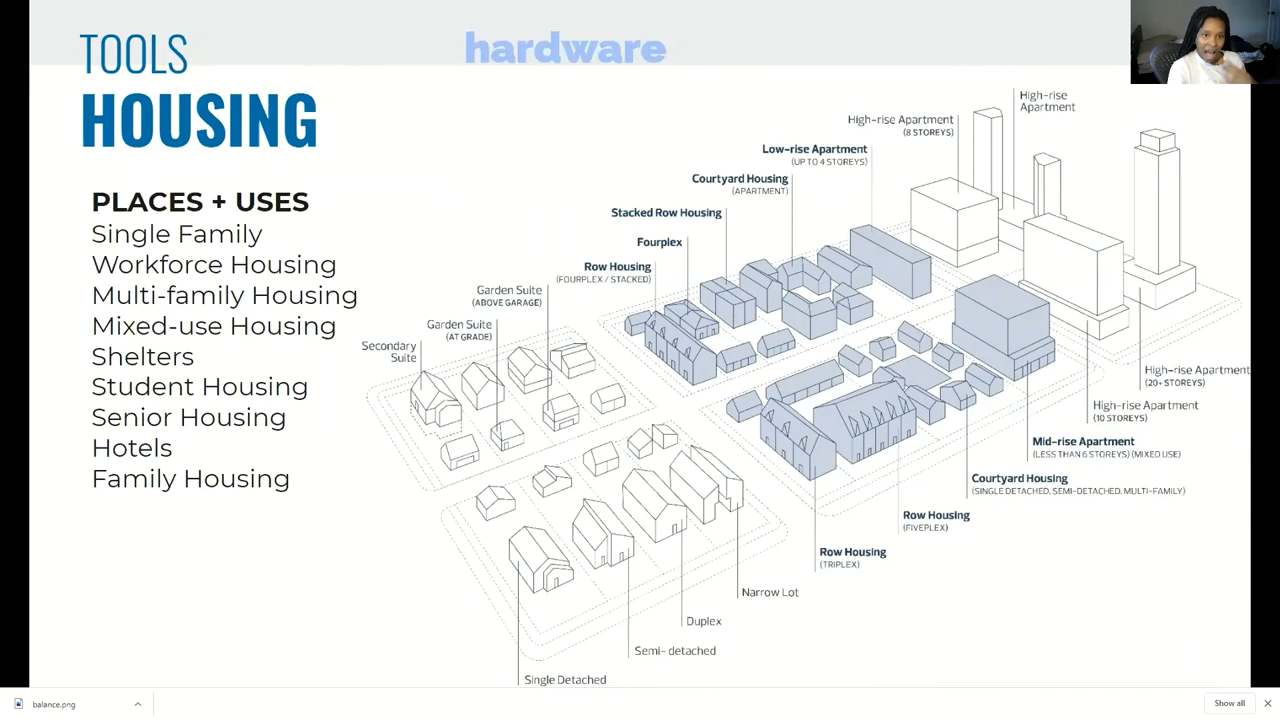 TOOLS
HOUSING
hardware
PLACES + USES
Single Family
Workforce Housing
Multi-family Housing
Mixed-use Housing
Shelters
Student Housing
Senior Housing
Hotels
Family Housing
High-rise
Apartment
High-rise Apartment
(8 STOREYS)
Low-rise Apartment
(UP TO 4 STOREYS)
Courtyard Housing
(APARTMENT)
Stacked Row Housing
Fourplex
Row Housing
(FOURPLEX / STACKED)
Garden Suite
(ABOVE GARAGE)
Garden Suite
(AT GRADE)
Secondary
Suite
High-rise Apartment
(20+ STOREYS)
High-rise Apartment
(10 STOREYS)
Mid-rise Apartment
(LESS THAN 6 STOREYS) (MIXED USE)
Courtyard Housing
(SINGLE DETACHED, SEMI-DETACHED, MULTI-FAMILY)
Row Housing
(FIVEPLEX)
Row Housing
(TRIPLEX)
Narrow Lot
Duplex
Semi- detached
Single Detached
balance.png
Show all